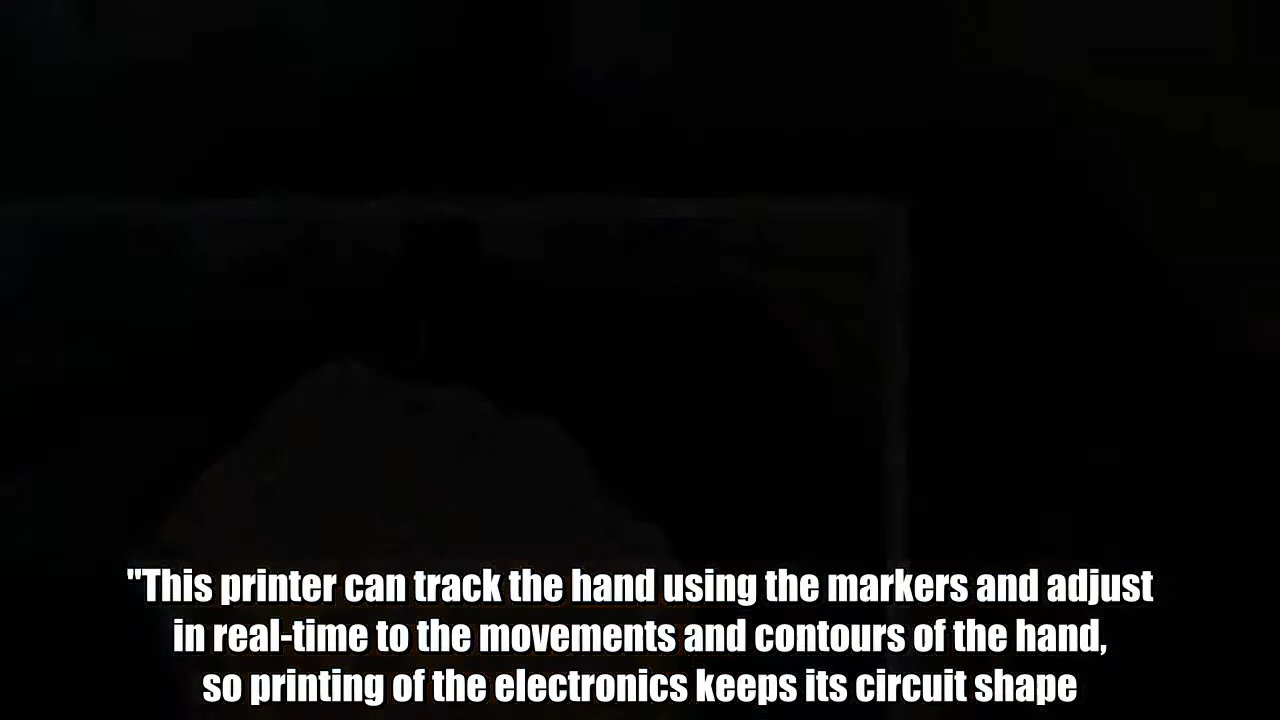 "This printer can track the hand using the markers and adjust
in real-time to the movements and contours of the hand,
so printing of the electronics keeps its circuit shape